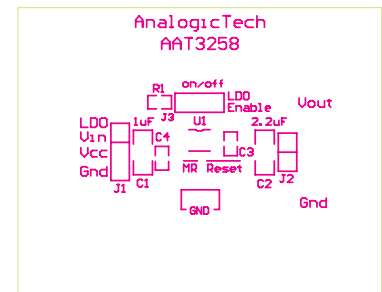 AnalogicTech
AAT3258
on/off
R1
LDO
Enable
J3
Vout
LDO
Vin
Vcc
Gnd
1uF
U1
2.2uF
C4
C3
MR Reset
J1
C1
C2
J2
GND
Gnd